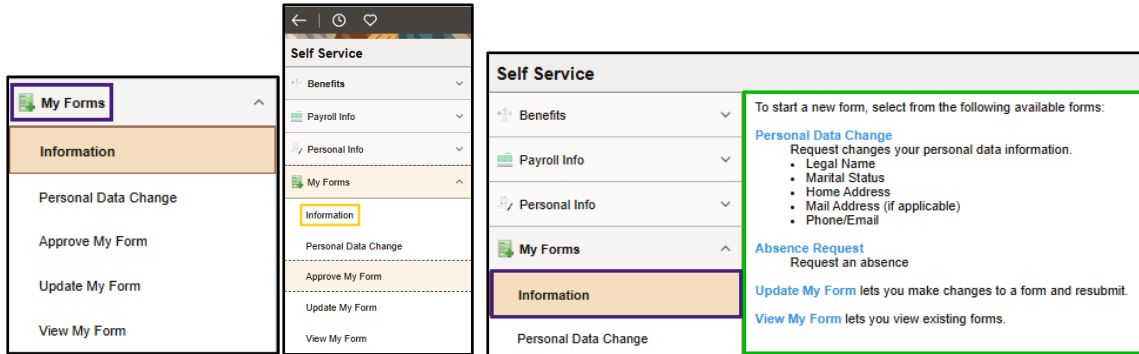 My Forms
Information
Personal Data Change
Approve My Form
Update My Form
View My Form
Self Service
Benefits
Payroll Info
Personal Info
My Forms
Information
Personal Data Change
Approve My Form
Update My Form
View My Form
Self Service
Benefits
Payroll Info
Personal Info
My Forms
Information
Personal Data Change
To start a new form, select from the following available forms:
Personal Data Change
Request changes your personal data information.
• Legal Name
• Marital Status
• Home Address
• Mail Address (if applicable)
• Phone/Email
Absence Request
Request an absence
Update My Form lets you make changes to a form and resubmit.
View My Form lets you view existing forms.